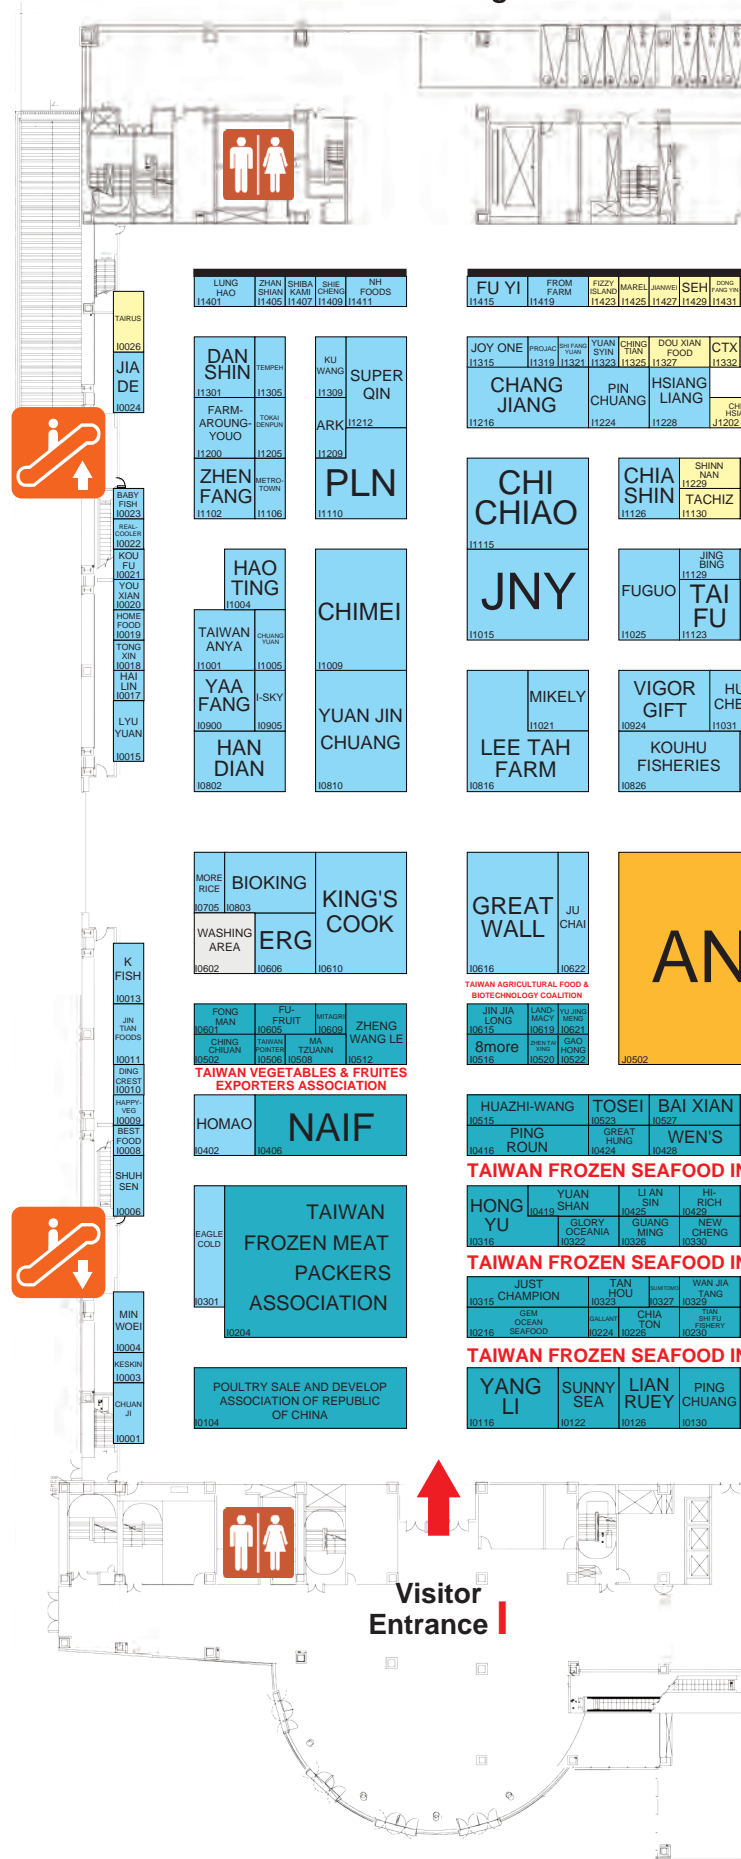 LUNG
HAO
I1401
ZHAN
SHIAN
I1405
SHIBA
KAMI
I1407
SHIE
CHENG
I1409
NH
FOODS
I1411
FU YI
I1415
FROM
FARM
I1419
FIZZY
ISLAND
I1423
MAREL
I1425
JIANWEI
I1427
SEH
I1429
DONG
FANG YIN
I1431
TAIRUS
I0026
JIA
DE
I0024
DAN
SHIN
I1301
TEMPEH
I1305
KU
WANG
I1309
SUPER
QIN
I1212
JOY ONE
I1315
PROJAC
I1319
SHI FANG
YUAN
I1321
YUAN
SYIN
I1323
CHING
TIAN
I1325
DOU XIAN
FOOD
I1327
CTX
I1332
CHANG
JIANG
I1216
PIN
CHUANG
I1224
HSIANG
LIANG
I1228
J1202
FARM-
AROUNG-
YOUO
I1200
TOKAI
DENPUN
I1205
ARK
I1209
ZHEN
FANG
I1102
METRO-
TOWN
I1106
PLN
I1110
CHI
CHIAO
I1115
CHIA
SHIN
I1126
SHINN
NAN
I1229
TACHIZ
I1130
BABY
FISH
I0023
REAL-
COOLER
I0022
KOU
FU
I0021
YOU
XIAN
I0020
HOME
FOOD
I0019
TONG
XIN
I0018
HAI
LIN
I0017
LYU
YUAN
I0015
HAO
TING
I1004
CHIMEI
I1009
JNY
I1015
FUGUO
I1025
JING
BING
I1129
TAI
FU
I1123
TAIWAN
ANYA
I1001
CHUANG
YUAN
I1005
YAA
FANG
I0900
I-SKY
I0905
YUAN JIN
CHUANG
I0810
HAN
DIAN
I0802
MIKELY
I1021
LEE TAH
FARM
I0816
VIGOR
GIFT
I0924
I1031
KOUHU
FISHERIES
I0826
MORE
RICE
I0705
BIOKING
I0803
KING'S
COOK
I0610
WASHING
AREA
I0602
ERG
I0606
GREAT
WALL
I0616
JU
CHAI
I0622
AN
J0502
K
FISH
I0013
JIN
TIAN
FOODS
I0011
DING
CREST
I0010
HAPPY-
VEG
I0009
BEST
FOOD
I0008
SHUH
SEN
I0006
TAIWAN AGRICULTURAL FOOD &
BIOTECHNOLOGY COALITION
FONG
MAN
I0601
FU-
FRUIT
I0605
MITAGRI
I0609
ZHENG
WANG LE
I0512
CHING
CHIUAN
I0502
TAIWAN
POINTER
I0506
MA
TZUANN
I0508
JIN JIA
LONG
I0615
LAND-
MACY
I0619
YU JING
MENG
I0621
8more
I0516
ZHEN TAI
XING
I0520
GAO
HONG
I0522
TAIWAN VEGETABLES & FRUITES
EXPORTERS ASSOCIATION
HOMAO
I0402
NAIF
I0406
HUAZHI-WANG
I0515
TOSEI
I0523
BAI XIAN
I0527
PING
ROUN
I0416
GREAT
HUNG
I0424
WEN'S
I0428
TAIWAN FROZEN SEAFOOD IN
HONG
YU
I0316
YUAN
SHAN
I0419
LI AN
SIN
I0425
HI-
RICH
I0429
GLORY
OCEANIA
I0322
GUANG
MING
I0326
NEW
CHENG
I0330
TAIWAN FROZEN SEAFOOD IN
EAGLE
COLD
I0301
TAIWAN
FROZEN MEAT
PACKERS
ASSOCIATION
I0204
JUST
CHAMPION
I0315
TAN
HOU
I0323
SUMITOMO
I0327
WAN JIA
TANG
I0329
GEM
OCEAN
SEAFOOD
I0216
GALLANT
I0224
CHIA
TON
I0226
TIAN
SHI FU
FISHERY
I0230
TAIWAN FROZEN SEAFOOD IN
MIN
WOEI
I0004
KESKIN
I0003
CHUAN
JI
I0001
POULTRY SALE AND DEVELOP
ASSOCIATION OF REPUBLIC
OF CHINA
I0104
YANG
LI
I0116
SUNNY
SEA
I0122
LIAN
RUEY
I0126
PING
CHUANG
I0130
Visitor
Entrance I